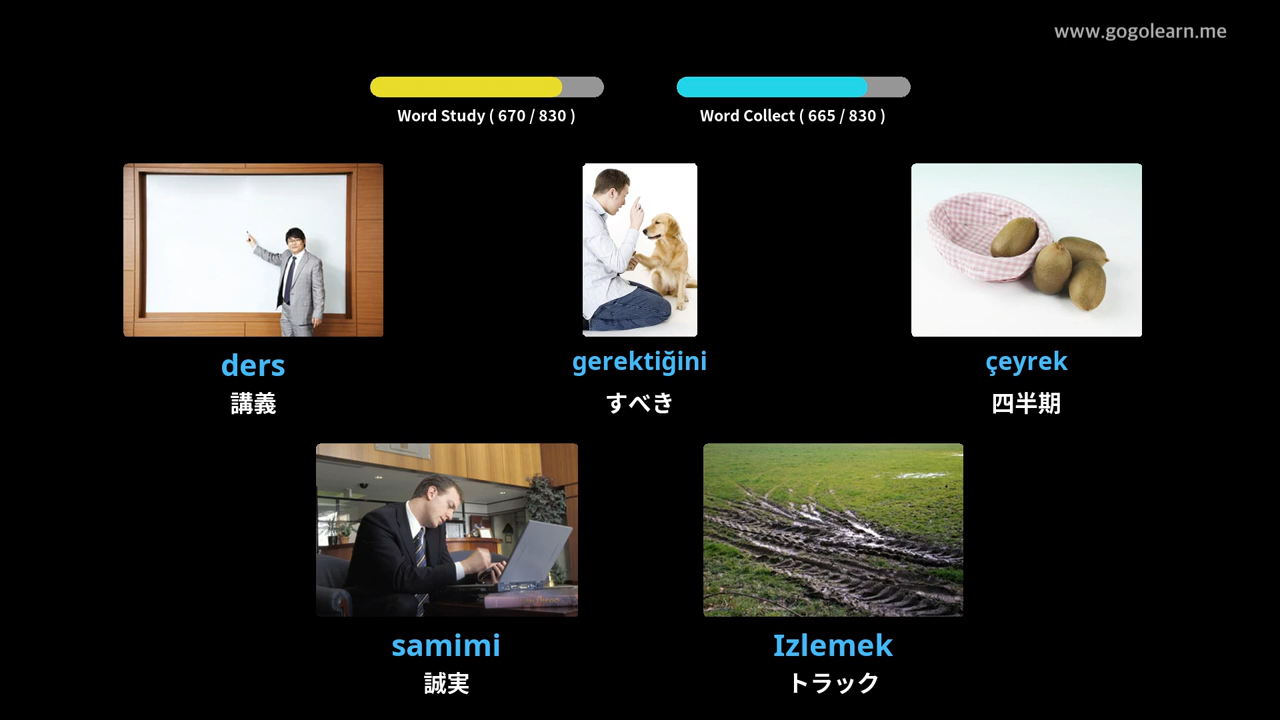 www.gogolearn.me
Word Study ( 670 / 830 )
Word Collect ( 665 / 830 )
ders
講義
gerektiğini
すべき
çeyrek
四半期
samimi
誠実
Izlemek
トラック